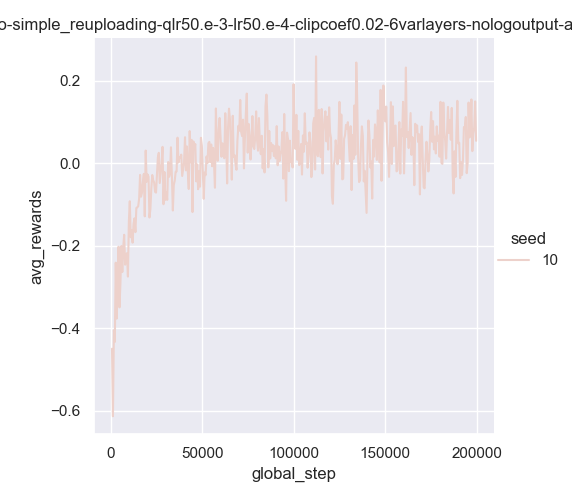 o-simple_reuploading-qlr50.e-3-lr50.e-4-clipcoef0.02-6varlayers-nologoutput-a
0.2
0.0
−0.2
−0.4
−0.6
avg_rewards
0
50000
100000
150000
200000
global_step
seed
10